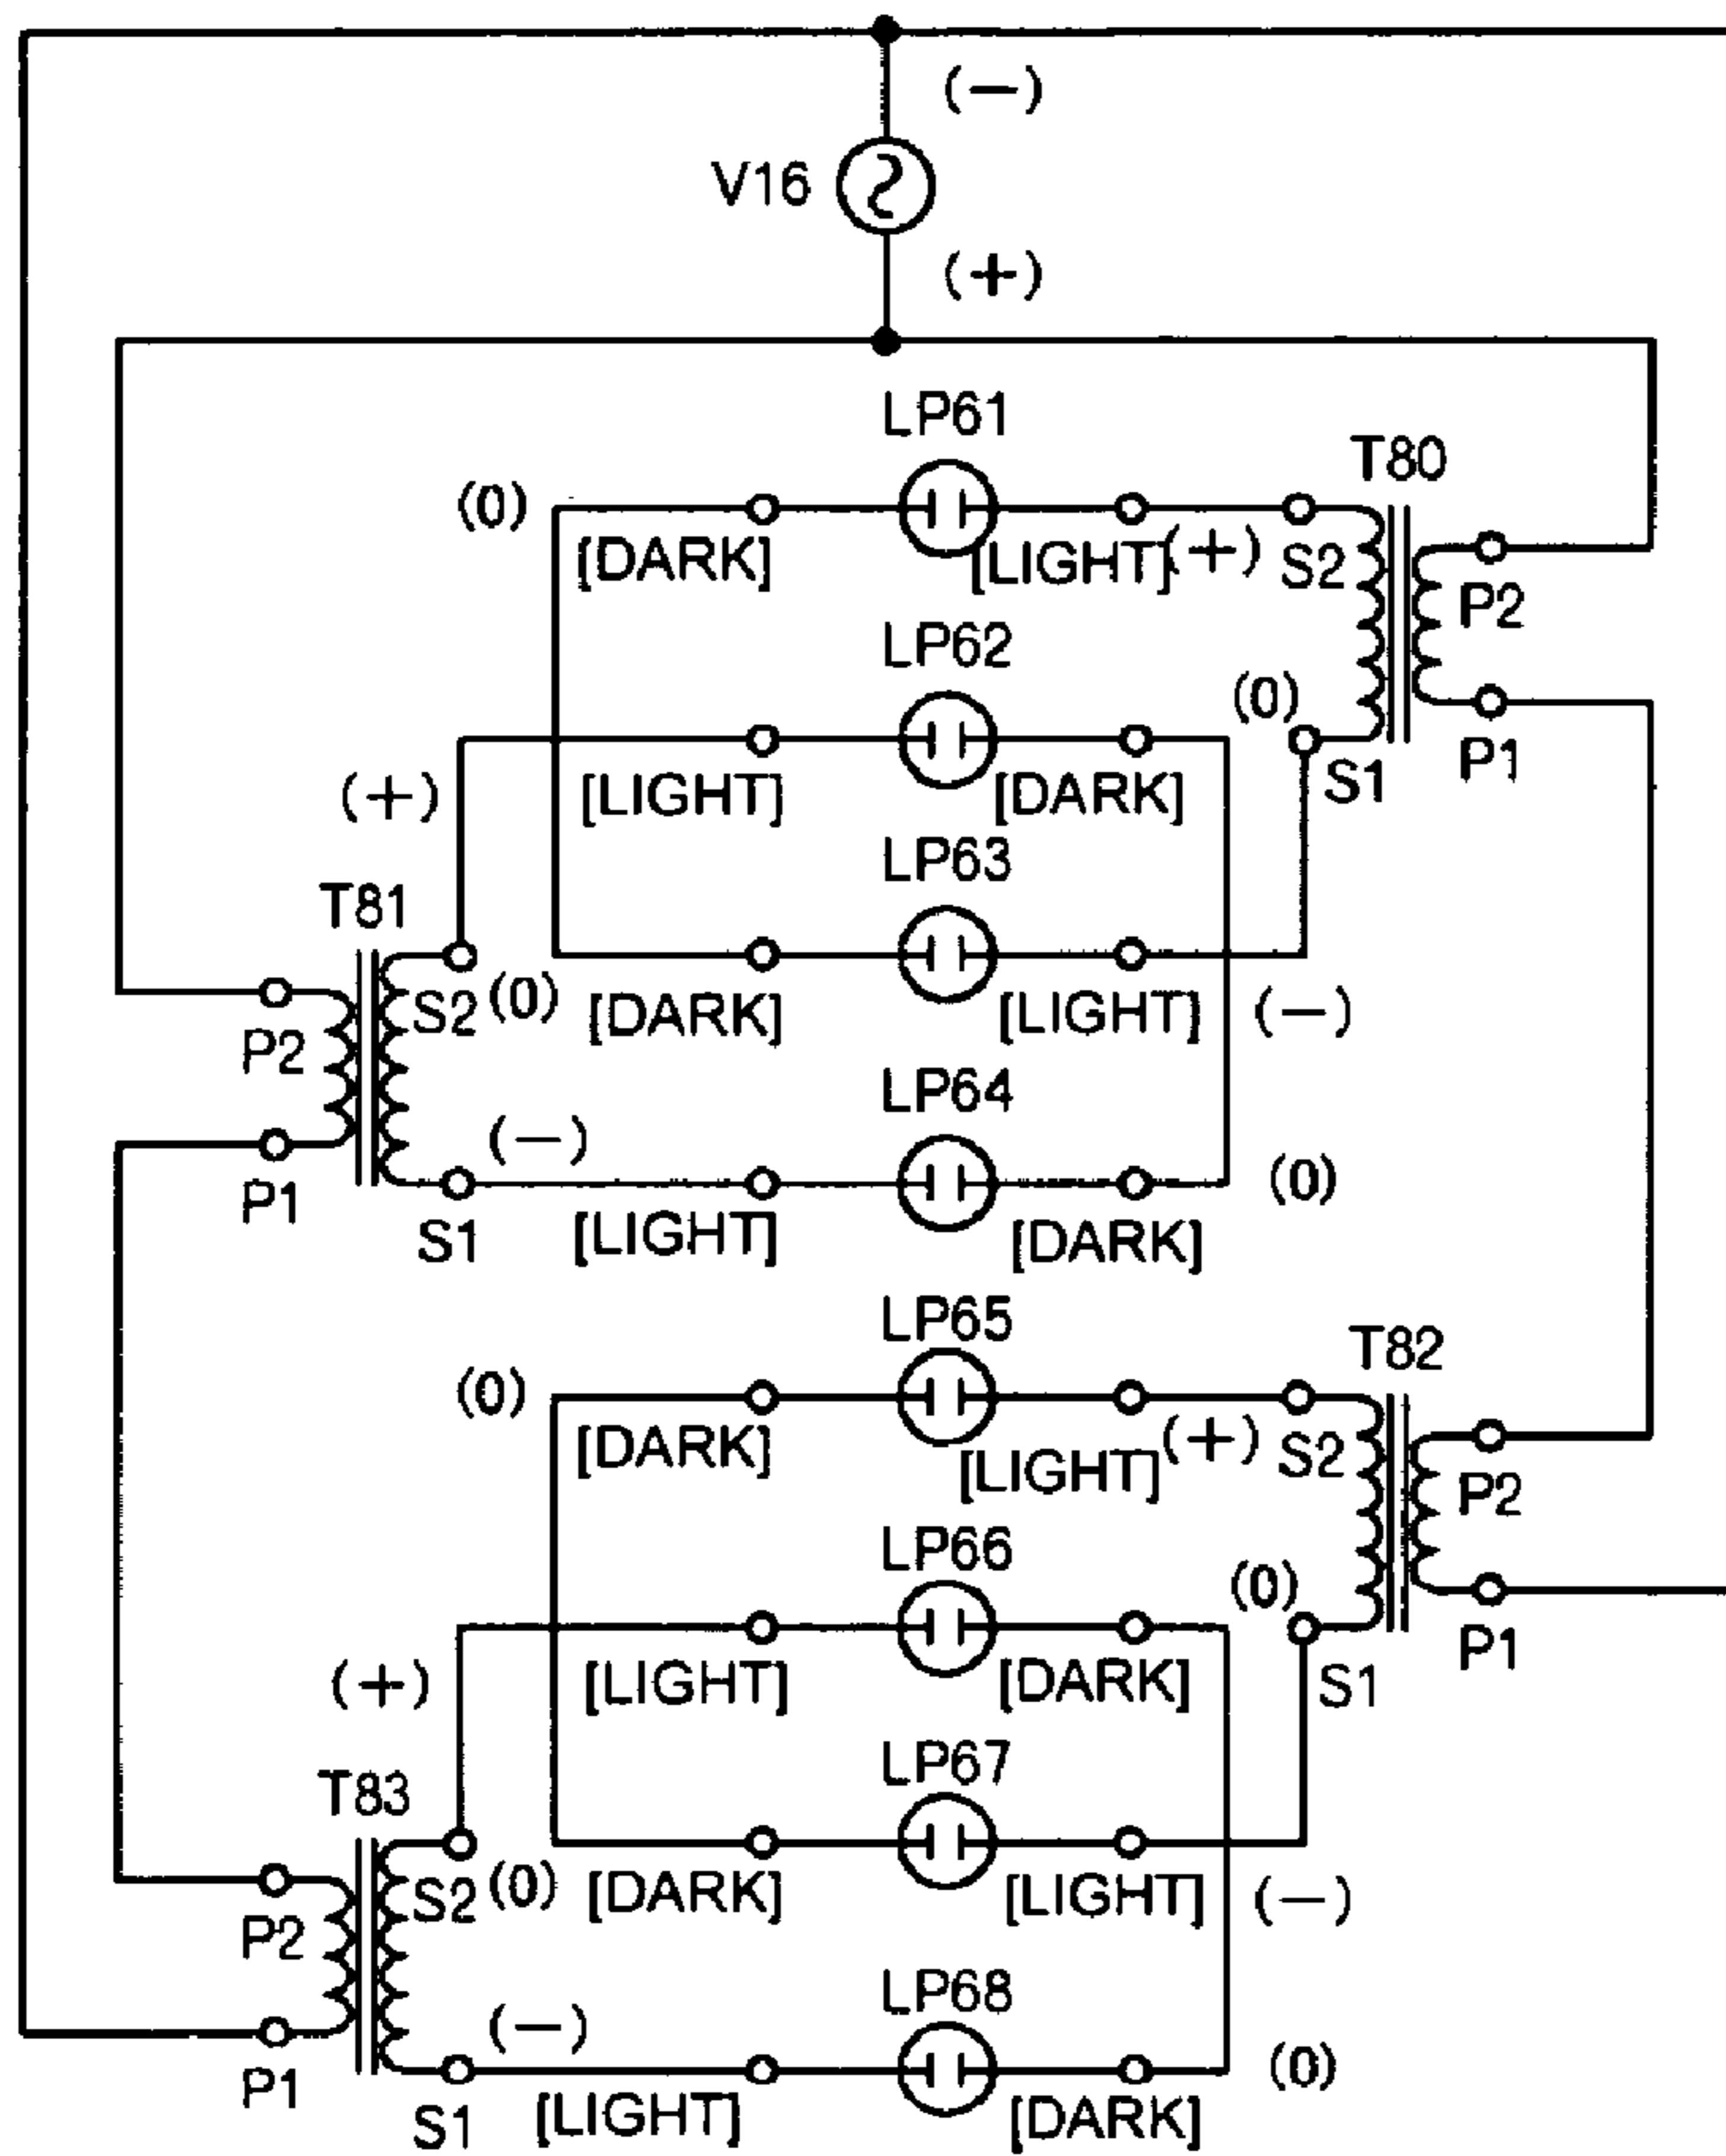 (—)
V16
(+)
LP61
T80
(0)
[DARK]
[LIGHT]
(+)
S2
P2
LP62
(0)
P1
S1
[LIGHT]
[DARK]
(+)
LP63
T81
S2
(0)
[DARK]
[LIGHT]
(—)
P2
LP64
(—)
(0)
P1
S1
[LIGHT]
[DARK]
LP65
T82
(0)
[DARK]
[LIGHT]
(+)
S2
P2
LP66
(0)
P1
S1
[LIGHT]
[DARK]
(+)
LP67
T83
S2
(0)
[DARK]
[LIGHT]
(—)
P2
LP68
(—)
(0)
P1
S1
[LIGHT]
[DARK]